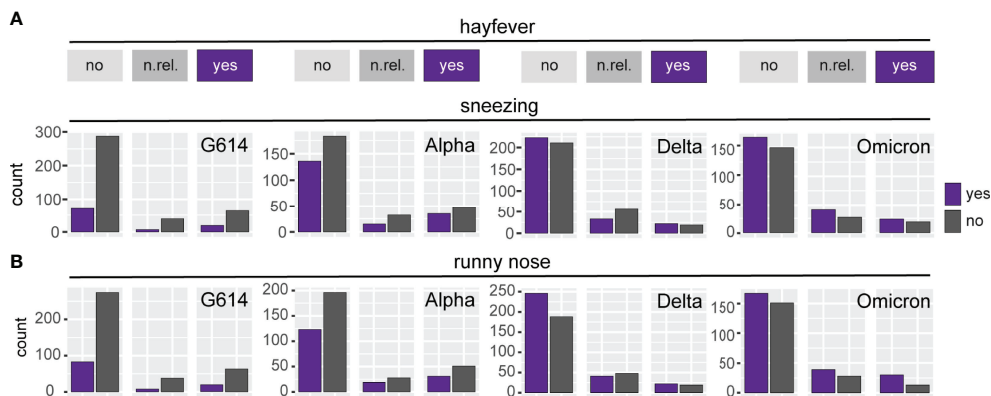 A
hayfever
no n.rel. yes no n.rel. yes no n.rel. yes no n.rel. yes
sneezing
count
300
200
100
0
G614
150
100
50
0
Alpha
200
150
100
50
0
Delta
150
100
50
0
Omicron
yes
no
B
runny nose
count
200
100
0
G614
200
150
100
50
0
Alpha
250
200
150
100
50
0
Delta
150
100
50
0
Omicron